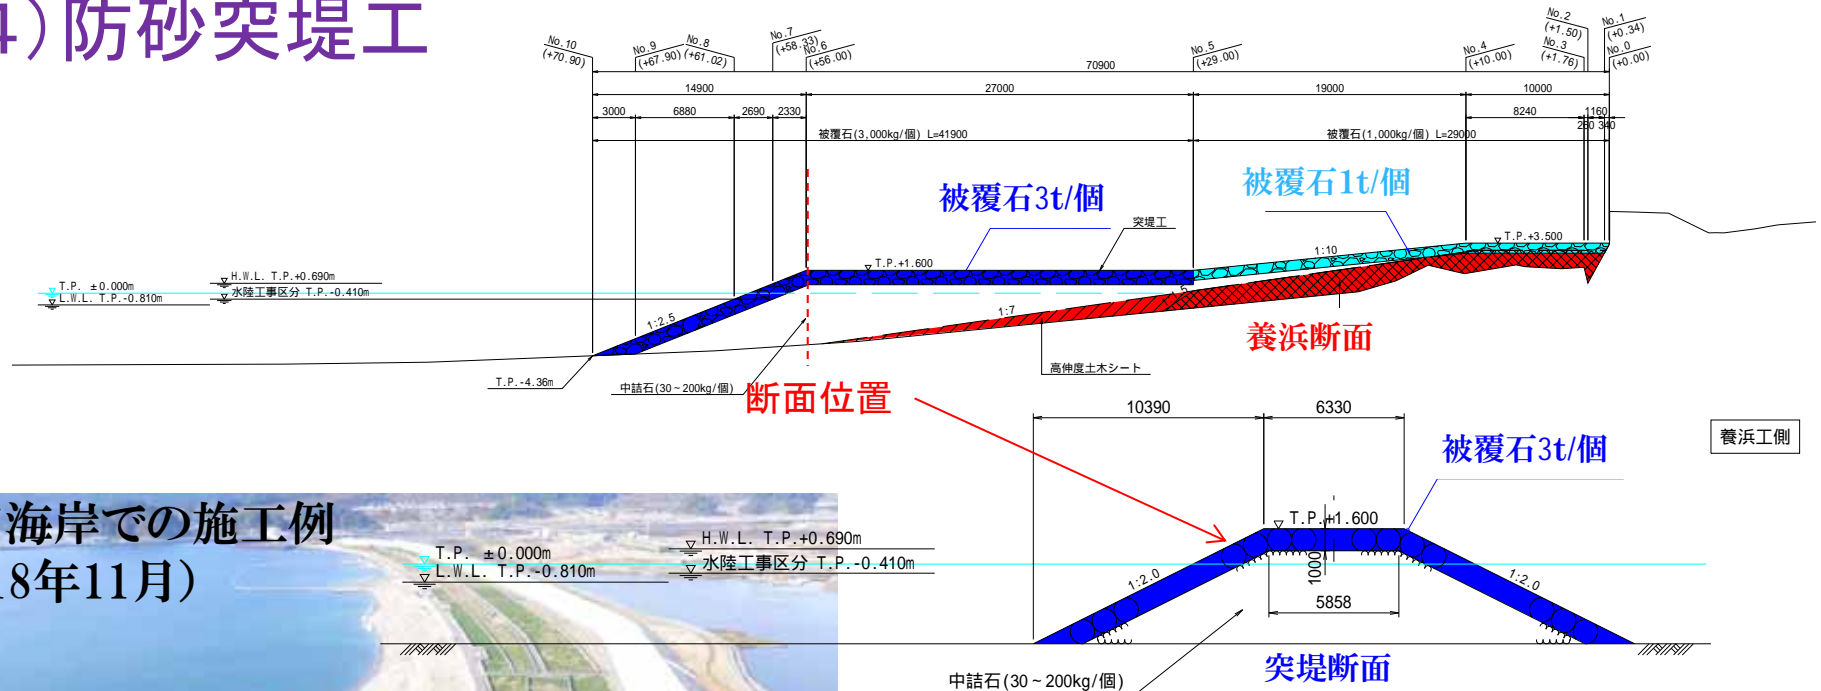 4)防砂突堤工
No.10
(+70.90)
No.9
(+67.90)
No.8
(+61.02)
No.7
(+58.33)
No.6
(+56.00)
No.5
(+29.00)
No.4
(+10.00)
No.2
(+1.50)
No.3
(+1.76)
No.1
(+0.34)
No.0
(+0.00)
70900
14900
27000
19000
10000
3000
6880
2690
2330
8240
1160
260
340
被覆石(3,000kg/個) L=41900
被覆石(1,000kg/個) L=29000
被覆石3t/個
被覆石1t/個
突堤工
T.P.+1.600
1:10
T.P.+3.500
H.W.L. T.P.+0.690m
T.P. ±0.000m
水陸工事区分 T.P.-0.410m
L.W.L. T.P.-0.810m
1:2.5
1:7
1:5
養浜断面
T.P.-4.36m
中詰石(30~200kg/個)
高伸度土木シート
断面位置
10390
6330
養浜工側
被覆石3t/個
海岸での施工例
18年11月)
T.P.+1.600
H.W.L. T.P.+0.690m
T.P. ±0.000m
水陸工事区分 T.P.-0.410m
L.W.L. T.P.-0.810m
1:2.0
1000
1:2.0
5858
中詰石(30~200kg/個)
突堤断面